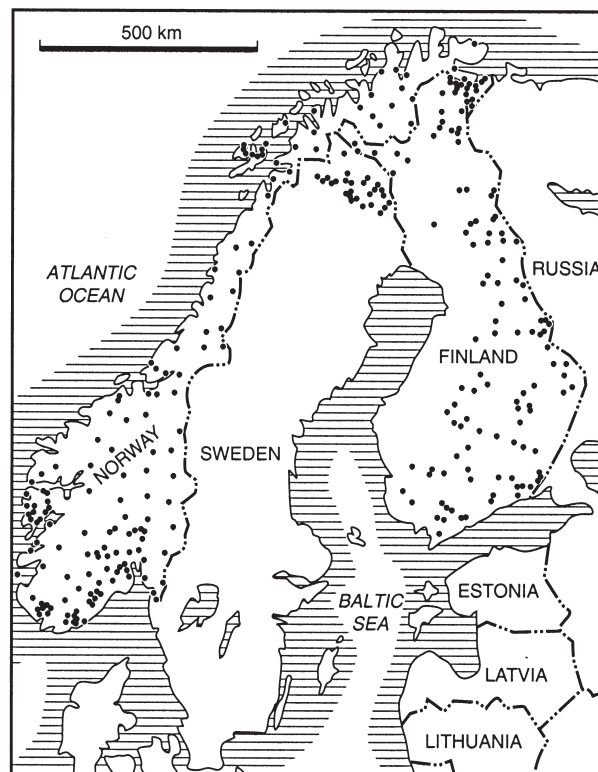 500 km
ATLANTIC
OCEAN
RUSSIA
FINLAND
NORWAY
SWEDEN
BALTIC
SEA
ESTONIA
LATVIA
LITHUANIA